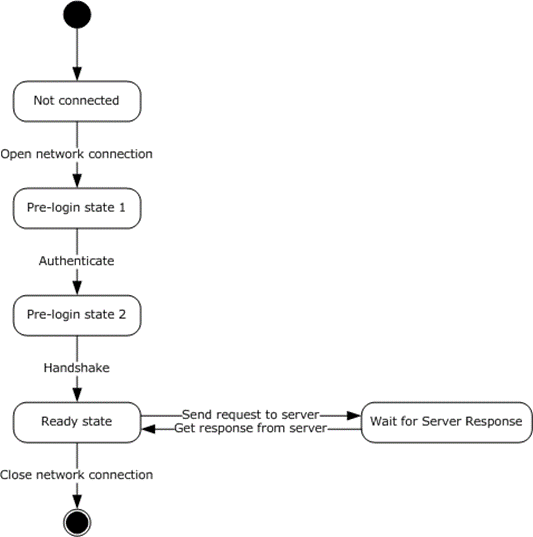 Not connected
Open network connection
Pre-login state 1
Authenticate
Pre-login state 2
Handshake
Ready state
Send request to server
Get response from server
Wait for Server Response
Close network connection